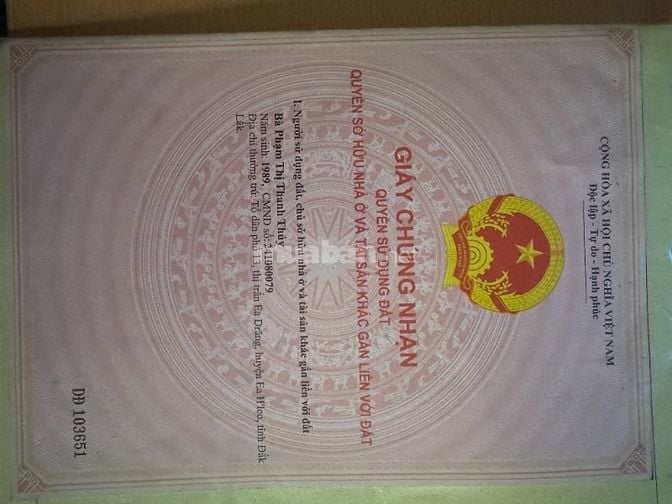 CỘNG HÒA XÃ HỘI CHỦ NGHĨA VIỆT NAM
Độc lập - Tự do - Hạnh phúc
GIẤY CHỨNG NHẬN
QUYỀN SỬ DỤNG ĐẤT
QUYỀN SỞ HỮU NHÀ Ở VÀ TÀI SẢN KHÁC GẮN LIỀN VỚI ĐẤT
I. Người sử dụng đất, chủ sở hữu nhà ở và tài sản khác gắn liền với đất
Bà Phạm Thị Thanh Thủy
Năm sinh: 1989, CMND số: 241080079
Địa chỉ thường trú: Tổ dân phố 13, thị trấn Ea Drăng, huyện Ea H'leo, tỉnh Đắk
Lắk.
DĐ 103651